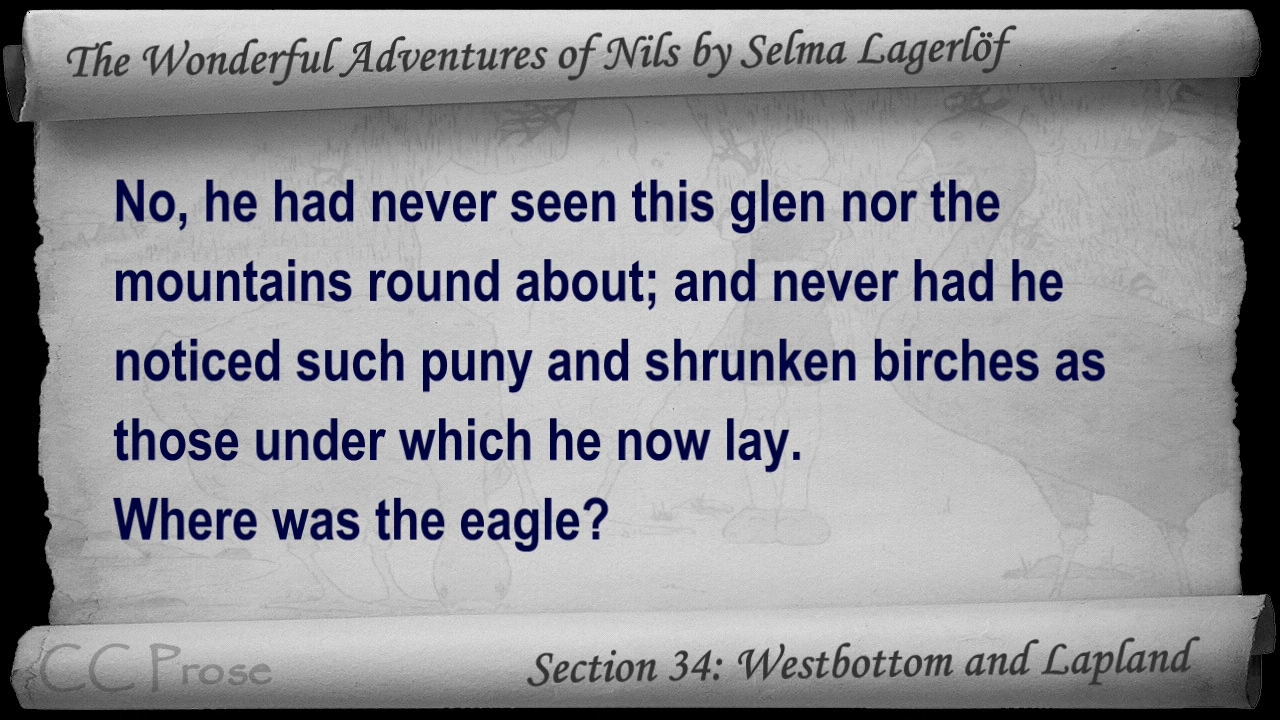 The Wonderful Adventures of Nils by Selma Lagerlöf
No, he had never seen this glen nor the
mountains round about; and never had he
noticed such puny and shrunken birches as
those under which he now lay.
Where was the eagle?
CC Prose
Section 34: Westbottom and Lapland